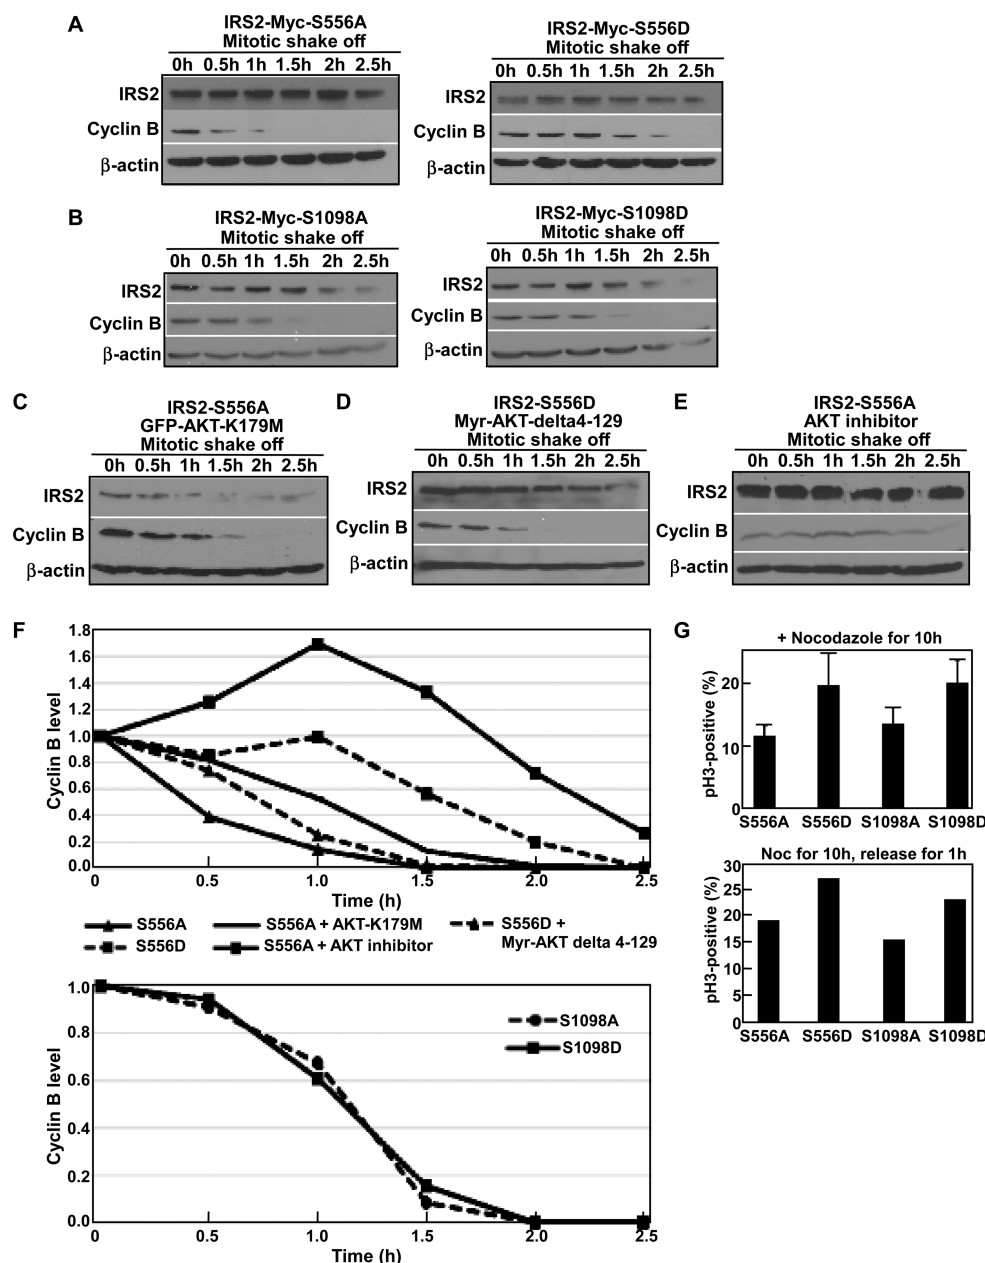 A
IRS2-Myc-S556A
Mitotic shake off
0h 0.5h 1h 1.5h 2h 2.5h
IRS2
Cyclin B
β-actin
IRS2-Myc-S556D
Mitotic shake off
0h 0.5h 1h 1.5h 2h 2.5h
IRS2
Cyclin B
β-actin
B
IRS2-Myc-S1098A
Mitotic shake off
0h 0.5h 1h 1.5h 2h 2.5h
IRS2
Cyclin B
β-actin
IRS2-Myc-S1098D
Mitotic shake off
0h 0.5h 1h 1.5h 2h 2.5h
IRS2
Cyclin B
β-actin
C
IRS2-S556A
GFP-AKT-K179M
Mitotic shake off
0h 0.5h 1h 1.5h 2h 2.5h
IRS2
Cyclin B
β-actin
D
IRS2-S556D
Myr-AKT-delta4-129
Mitotic shake off
0h 0.5h 1h 1.5h 2h 2.5h
IRS2
Cyclin B
β-actin
E
IRS2-S556A
AKT inhibitor
Mitotic shake off
0h 0.5h 1h 1.5h 2h 2.5h
IRS2
Cyclin B
β-actin
F
Cyclin B level
1.8
1.6
1.4
1.2
1.0
0.8
0.6
0.4
0.2
0.0
0 0.5 1.0 1.5 2.0 2.5
Time (h)
S556A
S556D
S556A + AKT-K179M
S556A + AKT inhibitor
S556D +
Myr-AKT delta 4-129
Cyclin B level
1.0
0.8
0.6
0.4
0.2
0.0
S1098A
S1098D
0 0.5 1.0 1.5 2.0 2.5
Time (h)
G
+ Nocodazole for 10h
pH3-positive (%)
20
10
0
S556A S556D S1098A S1098D
Noc for 10h, release for 1h
pH3-positive (%)
30
25
20
15
10
5
0
S556A S556D S1098A S1098D